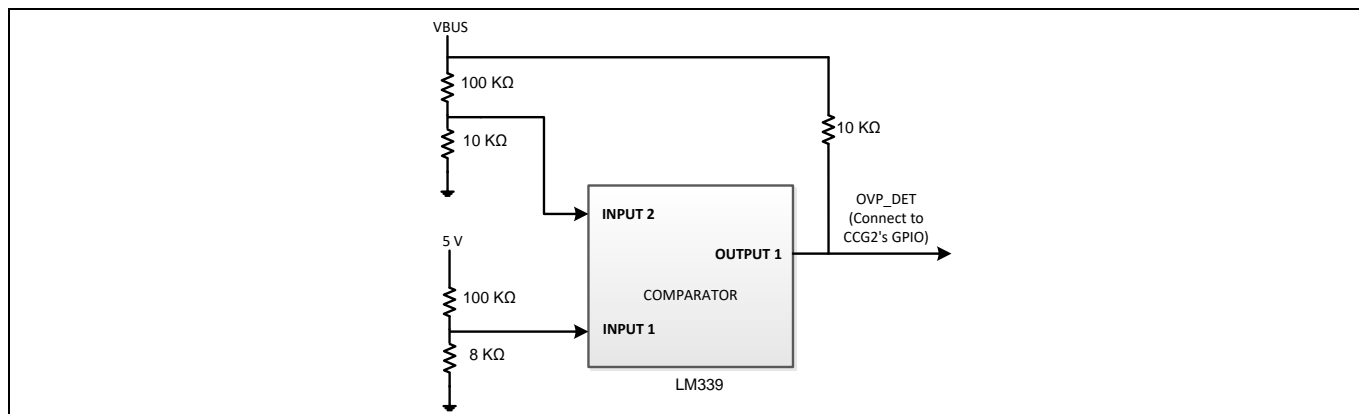 VBUS
100 KΩ
10 KΩ
10 KΩ
INPUT 2
OVP_DET
(Connect to
CCG2's GPIO)
5 V
OUTPUT 1
100 KΩ
COMPARATOR
INPUT 1
8 KΩ
LM339